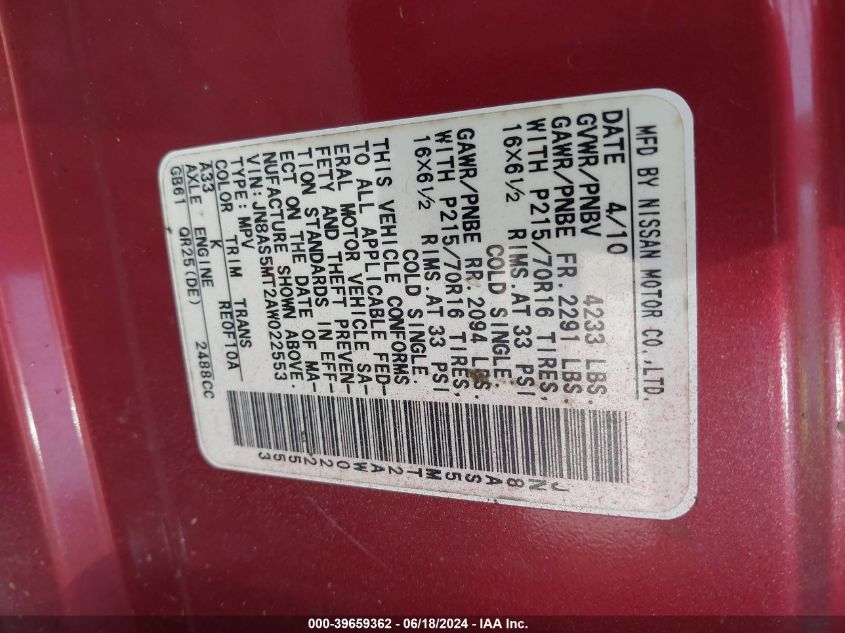 MFD BY NISSAN MOTOR CO.,LTD.
DATE 4/10
GVWR/PNBV 4233 LBS.
GAWR/PNBE FR. 2291 LBS.
WITH P215/70R16 TIRES,
16X6½ RIMS.AT 33 PSI
COLD SINGLE.
GAWR/PNBE RR. 2094 LBS.
WITH P215/70R16 TIRES,
16X6½ RIMS.AT 33 PSI
COLD SINGLE.
THIS VEHICLE CONFORMS
TO ALL APPLICABLE FED-
ERAL MOTOR VEHICLE SA-
FETY AND THEFT PREVEN-
TION STANDARDS IN EFF-
ECT ON THE DATE OF MA-
NUFACTURE SHOWN ABOVE.
VIN:JN8AS5MT2AW022553
TYPE:MPV
COLOR TRIM TRANS
A33 K RE0F10A
AXLE ENGINE
GB61 QR25(DE) 2488CC
JN8AS5MT2AW022553
000-39659362 - 06/18/2024 - IAA Inc.